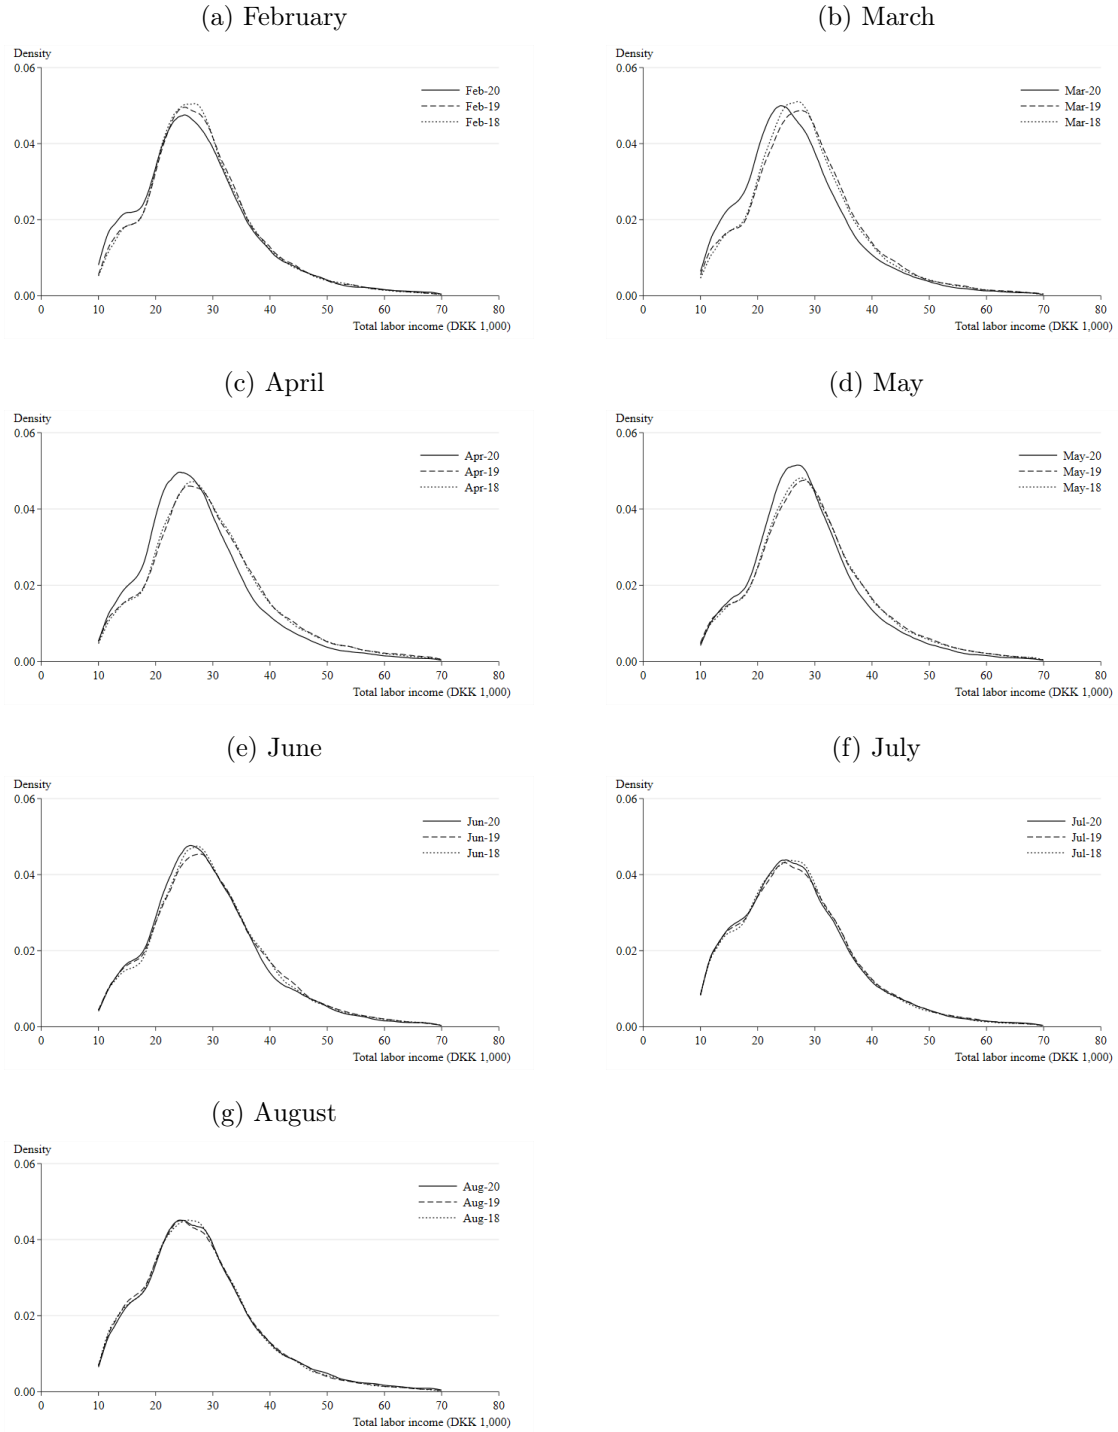 (a) February
Density
0.06
0.04
0.02
0.00
Feb-20
Feb-19
Feb-18
0 10 20 30 40 50 60 70 80
Total labor income (DKK 1,000)
(b) March
Density
0.06
0.04
0.02
0.00
Mar-20
Mar-19
Mar-18
0 10 20 30 40 50 60 70 80
Total labor income (DKK 1,000)
(c) April
Density
0.06
0.04
0.02
0.00
Apr-20
Apr-19
Apr-18
0 10 20 30 40 50 60 70 80
Total labor income (DKK 1,000)
(d) May
Density
0.06
0.04
0.02
0.00
May-20
May-19
May-18
0 10 20 30 40 50 60 70 80
Total labor income (DKK 1,000)
(e) June
Density
0.06
0.04
0.02
0.00
Jun-20
Jun-19
Jun-18
0 10 20 30 40 50 60 70 80
Total labor income (DKK 1,000)
(f) July
Density
0.06
0.04
0.02
0.00
Jul-20
Jul-19
Jul-18
0 10 20 30 40 50 60 70 80
Total labor income (DKK 1,000)
(g) August
Density
0.06
0.04
0.02
0.00
Aug-20
Aug-19
Aug-18
0 10 20 30 40 50 60 70 80
Total labor income (DKK 1,000)